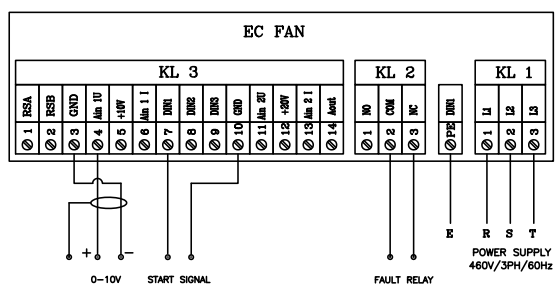 EC FAN
KL 3
KL 2
KL 1
RSA
RSB
GND
Ain 1U
+10V
Ain 1 I
DIN1
DIN2
DIN3
GND
Ain 2U
+20V
Ain 2 I
Aout
1
2
3
4
5
6
7
8
9
10
11
12
13
14
NO
COM
NC
1
2
3
DIN1
PE
L1
L2
L3
1
2
3
+
-
0-10V
START SIGNAL
FAULT RELAY
E
R S T
POWER SUPPLY
460V/3PH/60Hz